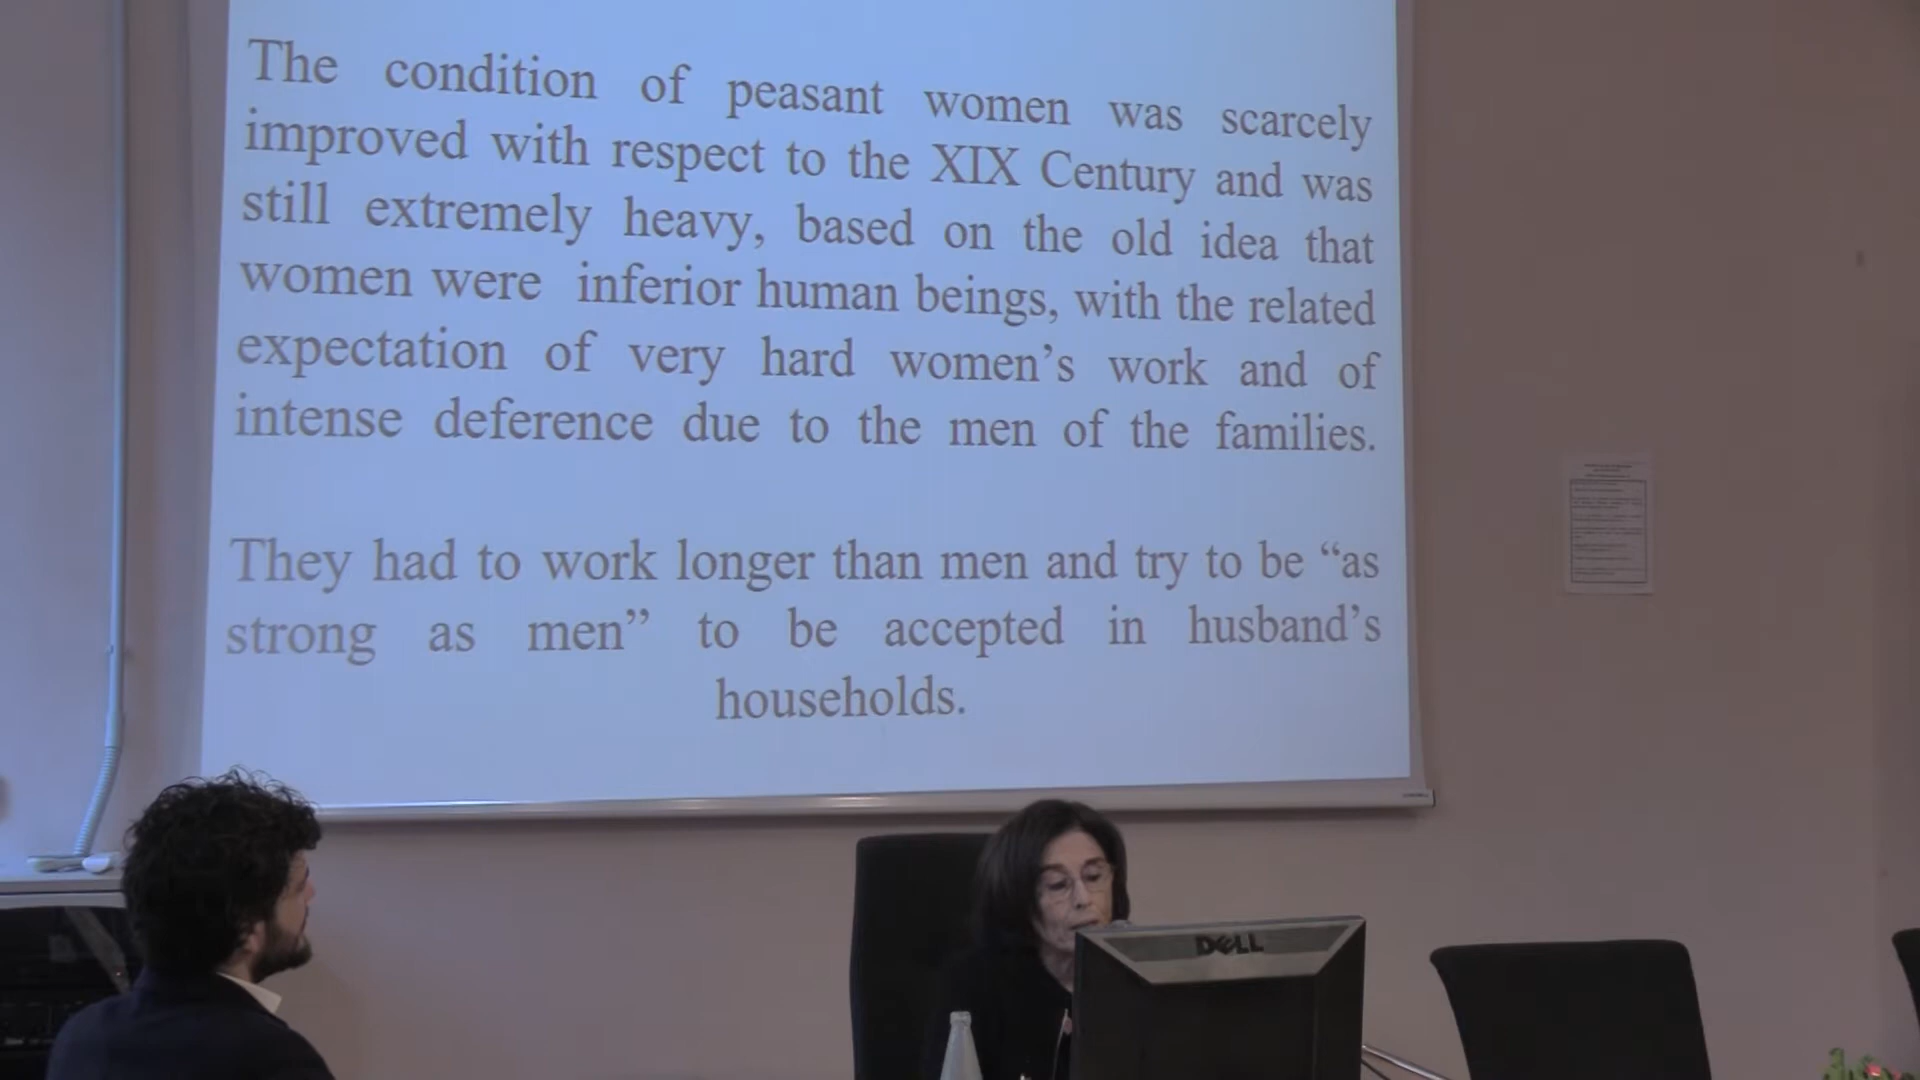 The condition of peasant women was scarcely
improved with respect to the XIX Century and was
still extremely heavy, based on the old idea that
women were inferior human beings, with the related
expectation of very hard women’s work and of
intense deference due to the men of the families.
They had to work longer than men and try to be “as
strong as men” to be accepted in husband’s
households.
DELL